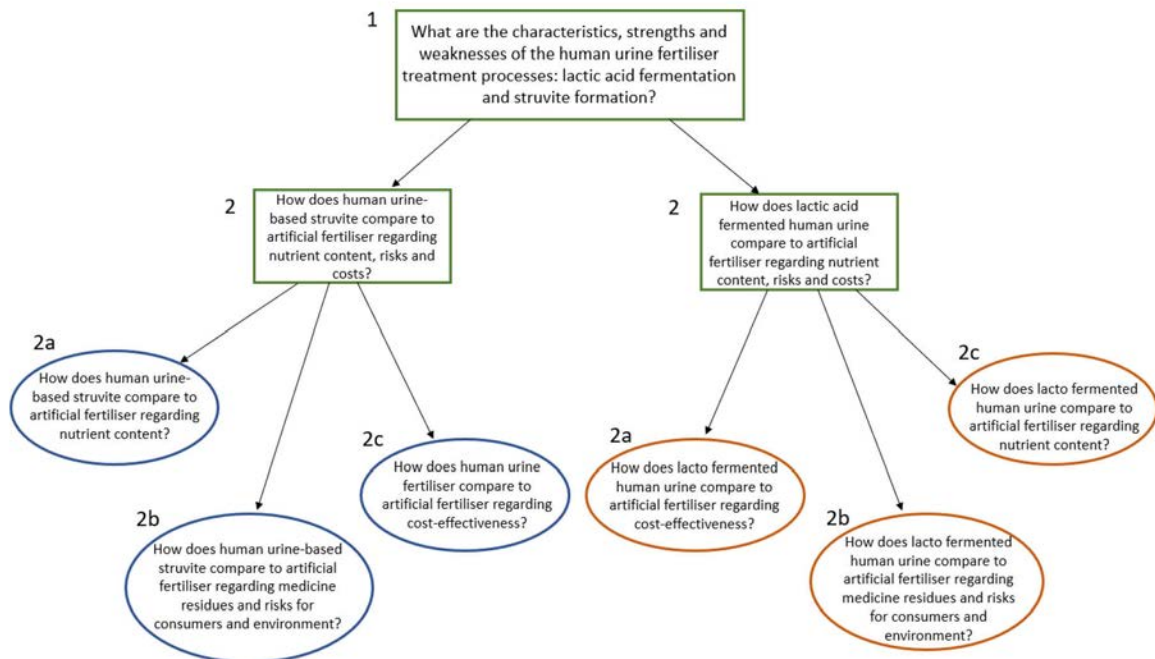 1
What are the characteristics, strengths and
weaknesses of the human urine fertiliser
treatment processes: lactic acid fermentation
and struvite formation?
2
How does human urine-
based struvite compare to
artificial fertiliser regarding
nutrient content, risks and
costs?
2
How does lactic acid
fermented human urine
compare to artificial
fertiliser regarding nutrient
content, risks and costs?
2a
How does human urine-
based struvite compare to
artificial fertiliser regarding
nutrient content?
2b
How does human urine-based
struvite compare to artificial
fertiliser regarding medicine
residues and risks for
consumers and environment?
2c
How does human urine
fertiliser compare to
artificial fertiliser regarding
cost-effectiveness?
2a
How does lacto fermented
human urine compare to
artificial fertiliser regarding
cost-effectiveness?
2b
How does lacto fermented
human urine compare to
artificial fertiliser regarding
medicine residues and risks
for consumers and
environment?
2c
How does lacto fermented
human urine compare to
artificial fertiliser regarding
nutrient content?